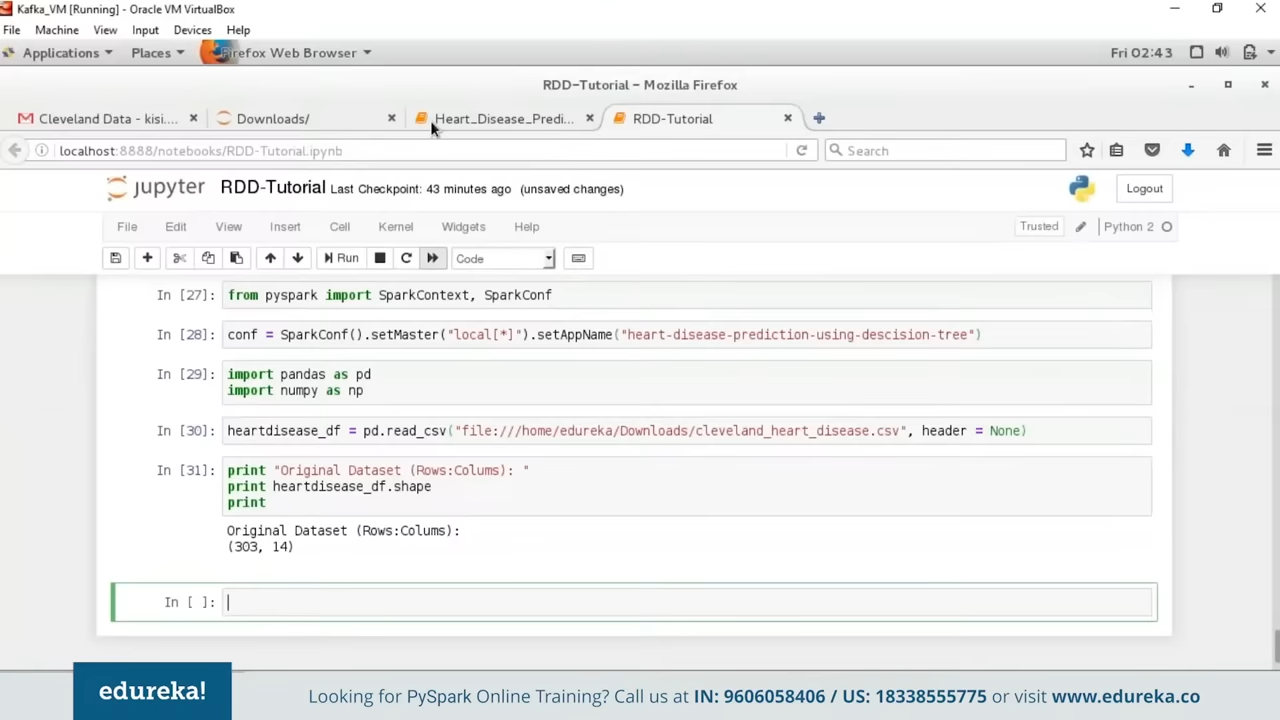 Kafka_VM [Running] - Oracle VM VirtualBox
File Machine View Input Devices Help
Applications Places Firefox Web Browser Fri 02:43
RDD-Tutorial - Mozilla Firefox
Cleveland Data - kisi.... Downloads/ Heart_Disease_Predi... RDD-Tutorial
localhost:8888/notebooks/RDD-Tutorial.ipynb Search
jupyter RDD-Tutorial Last Checkpoint: 43 minutes ago (unsaved changes) Logout
File Edit View Insert Cell Kernel Widgets Help Trusted Python 2
Run Code
In [27]: from pyspark import SparkContext, SparkConf
In [28]: conf = SparkConf().setMaster("local[*]").setAppName("heart-disease-prediction-using-descision-tree")
In [29]: import pandas as pd
import numpy as np
In [30]: heartdisease_df = pd.read_csv("file:///home/edureka/Downloads/cleveland_heart_disease.csv", header = None)
In [31]: print "Original Dataset (Rows:Colums): "
print heartdisease_df.shape
print
Original Dataset (Rows:Colums):
(303, 14)
In [ ]:
edureka! Looking for PySpark Online Training? Call us at IN: 9606058406 / US: 18338555775 or visit www.edureka.co